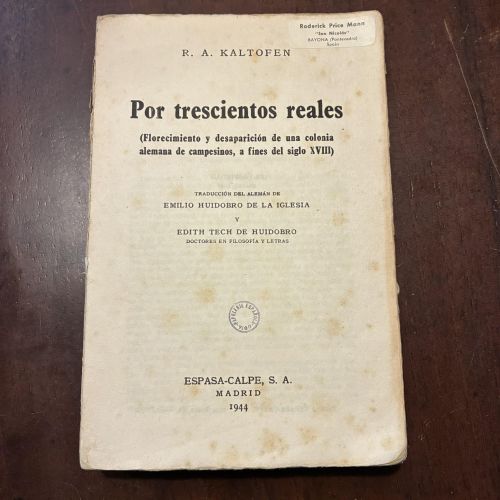 Roderick Price Mann
"San Nicolás"
BAYONA (Pontevedra)
Spain
R. A. KALTOFEN
Por trescientos reales
(Florecimiento y desaparición de una colonia
alemana de campesinos, a fines del siglo XVIII)
TRADUCCIÓN DEL ALEMÁN DE
EMILIO HUIDOBRO DE LA IGLESIA
Y
EDITH TECH DE HUIDOBRO
DOCTORES EN FILOSOFÍA Y LETRAS
ESPASA-CALPE, S. A.
MADRID
1944